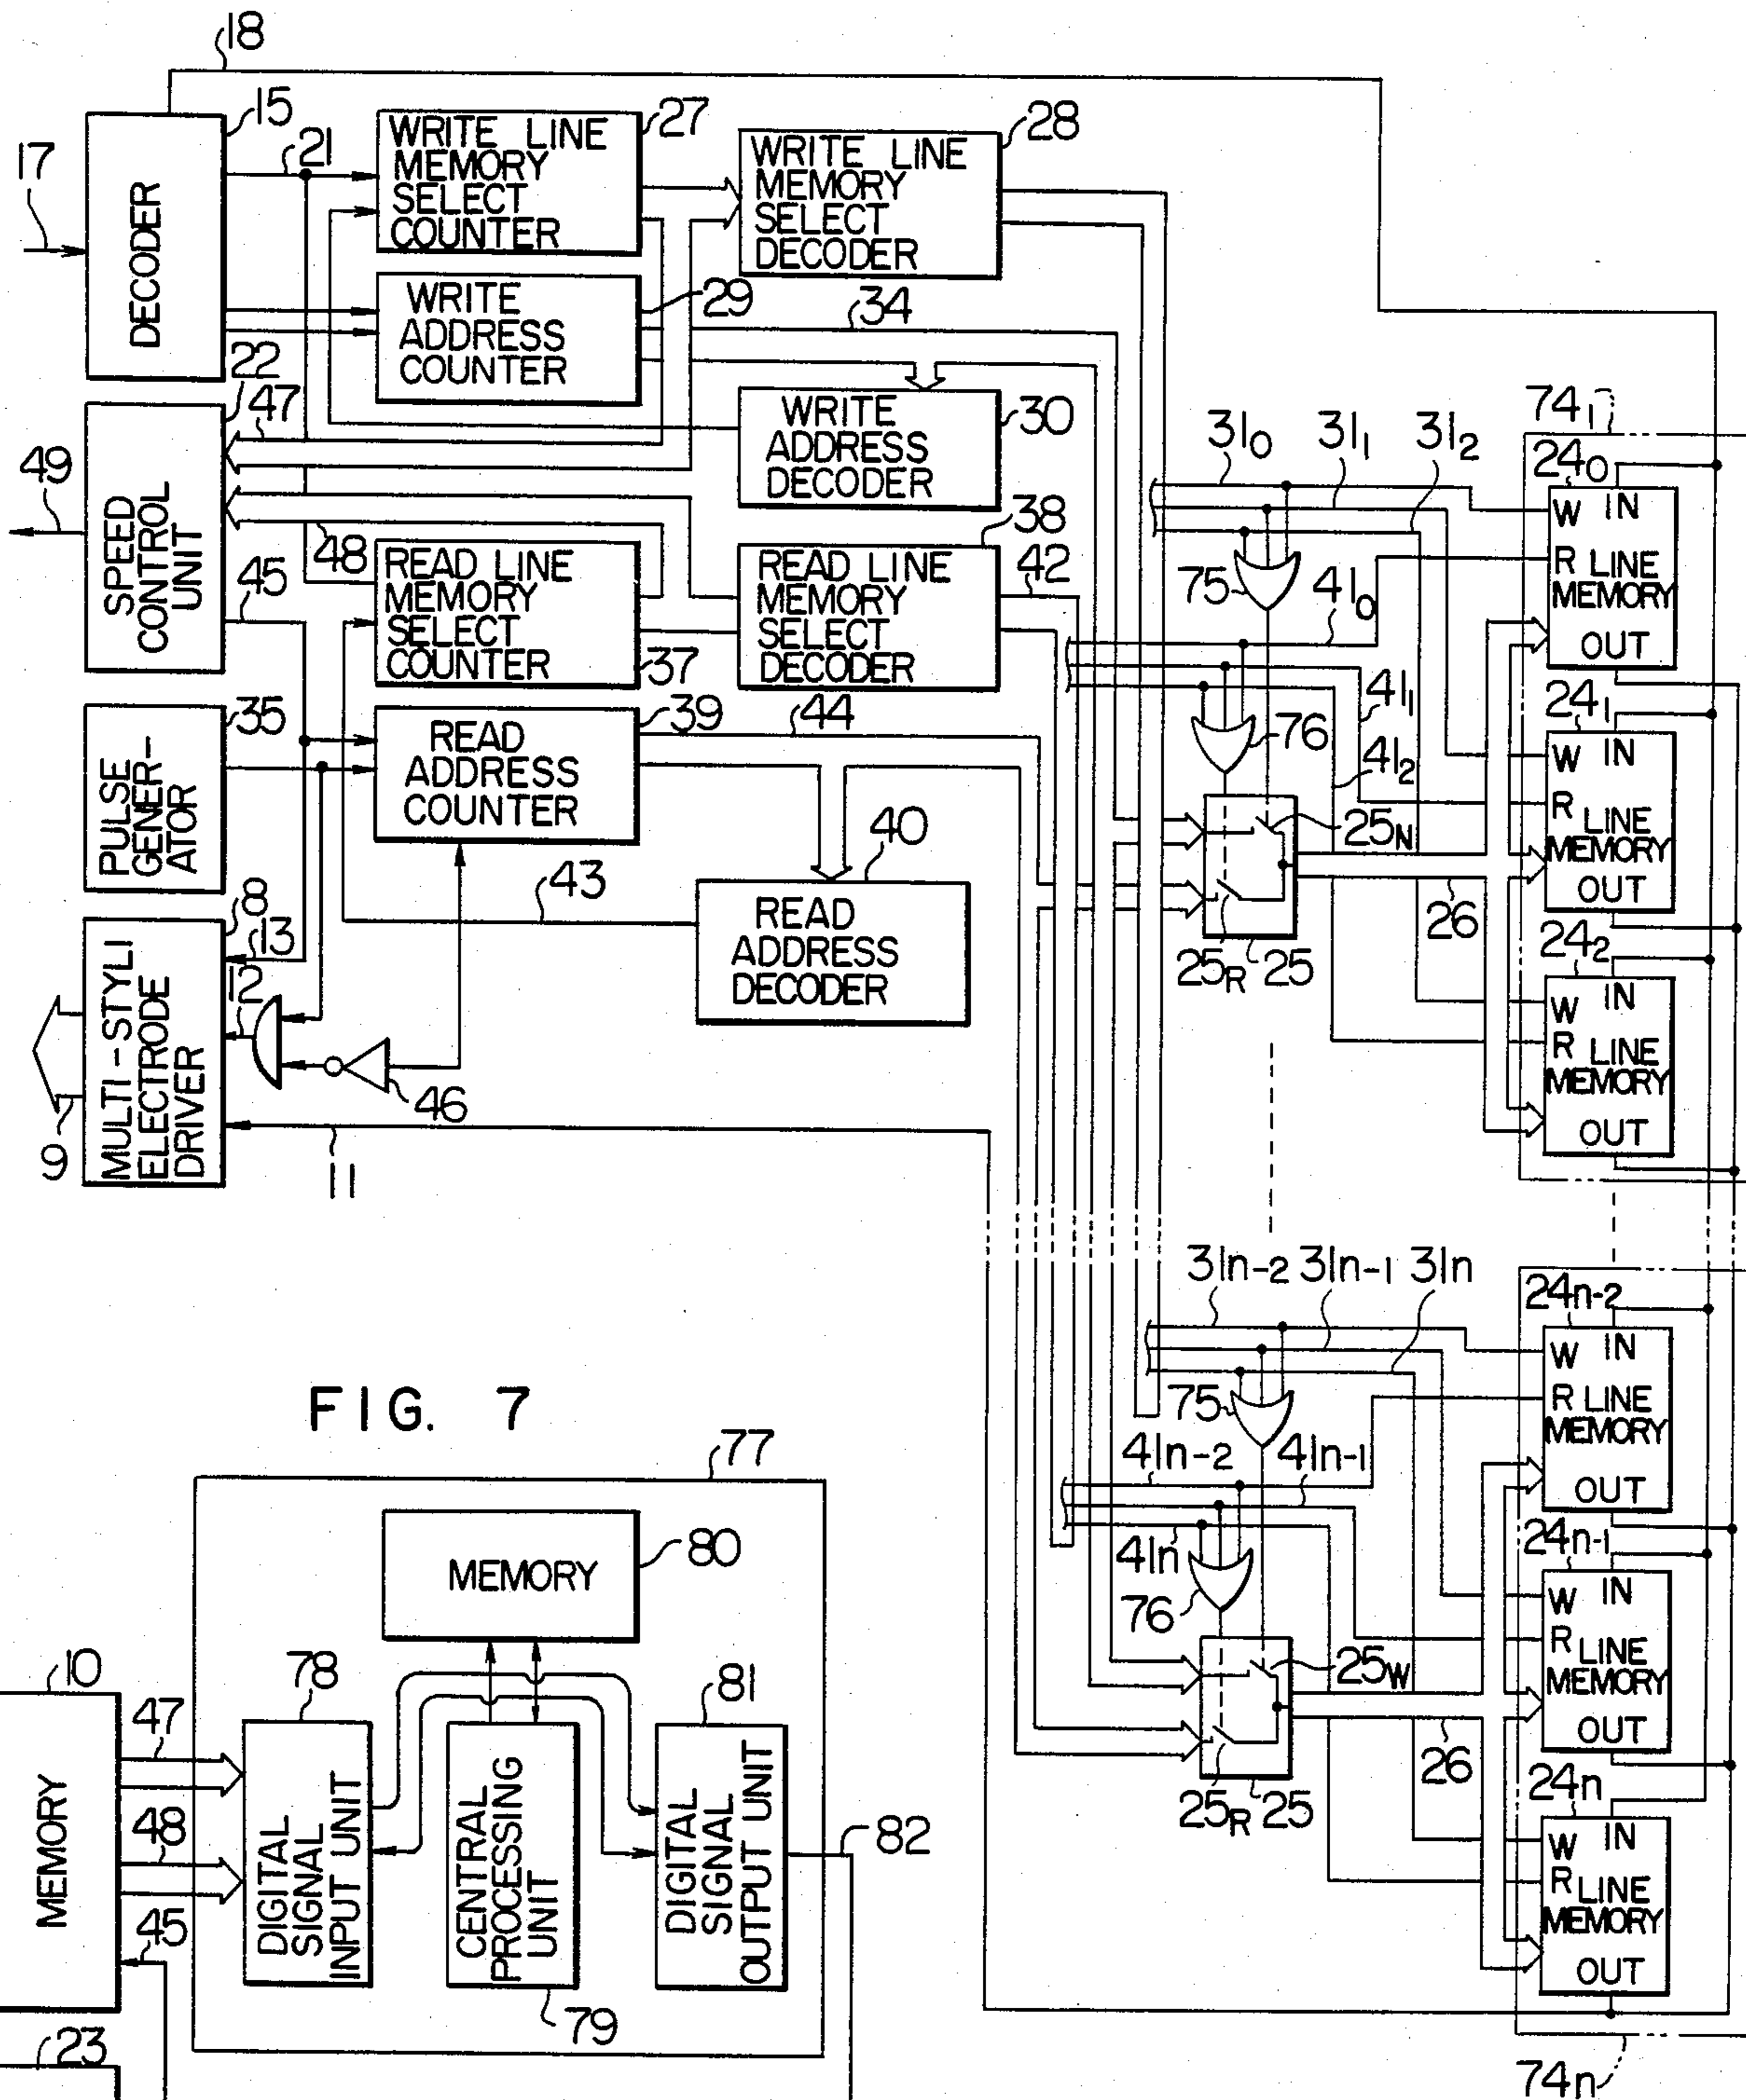 18
15
17
DECODER
21
WRITE LINE
MEMORY
SELECT
COUNTER
27
WRITE LINE
MEMORY
SELECT
DECODER
28
WRITE
ADDRESS
COUNTER
29
34
22
47
WRITE
ADDRESS
DECODER
30
49
SPEED
CONTROL
UNIT
48
45
READ LINE
MEMORY
SELECT
COUNTER
37
READ LINE
MEMORY
SELECT
DECODER
38
42
35
PULSE
GENER-
ATOR
READ
ADDRESS
COUNTER
39
44
43
40
READ
ADDRESS
DECODER
8
13
12
MULTI-STYLI
ELECTRODE
DRIVER
9
46
11
31₀
31₁
31₂
75
41₀
41₁
41₂
76
25N
25R
25
26
74₁
24₀
W IN
R LINE
MEMORY
OUT
24₁
W IN
R LINE
MEMORY
OUT
24₂
W IN
R LINE
MEMORY
OUT
31n-2
31n-1
31n
75
41n-2
41n-1
41n
76
25W
25R
25
26
24n-2
W IN
R LINE
MEMORY
OUT
24n-1
W IN
R LINE
MEMORY
OUT
24n
W IN
R LINE
MEMORY
OUT
74n
FIG. 7
77
MEMORY
80
10
MEMORY
47
48
45
78
DIGITAL
SIGNAL
INPUT UNIT
CENTRAL
PROCESSING
UNIT
79
81
DIGITAL
SIGNAL
OUTPUT UNIT
82
23